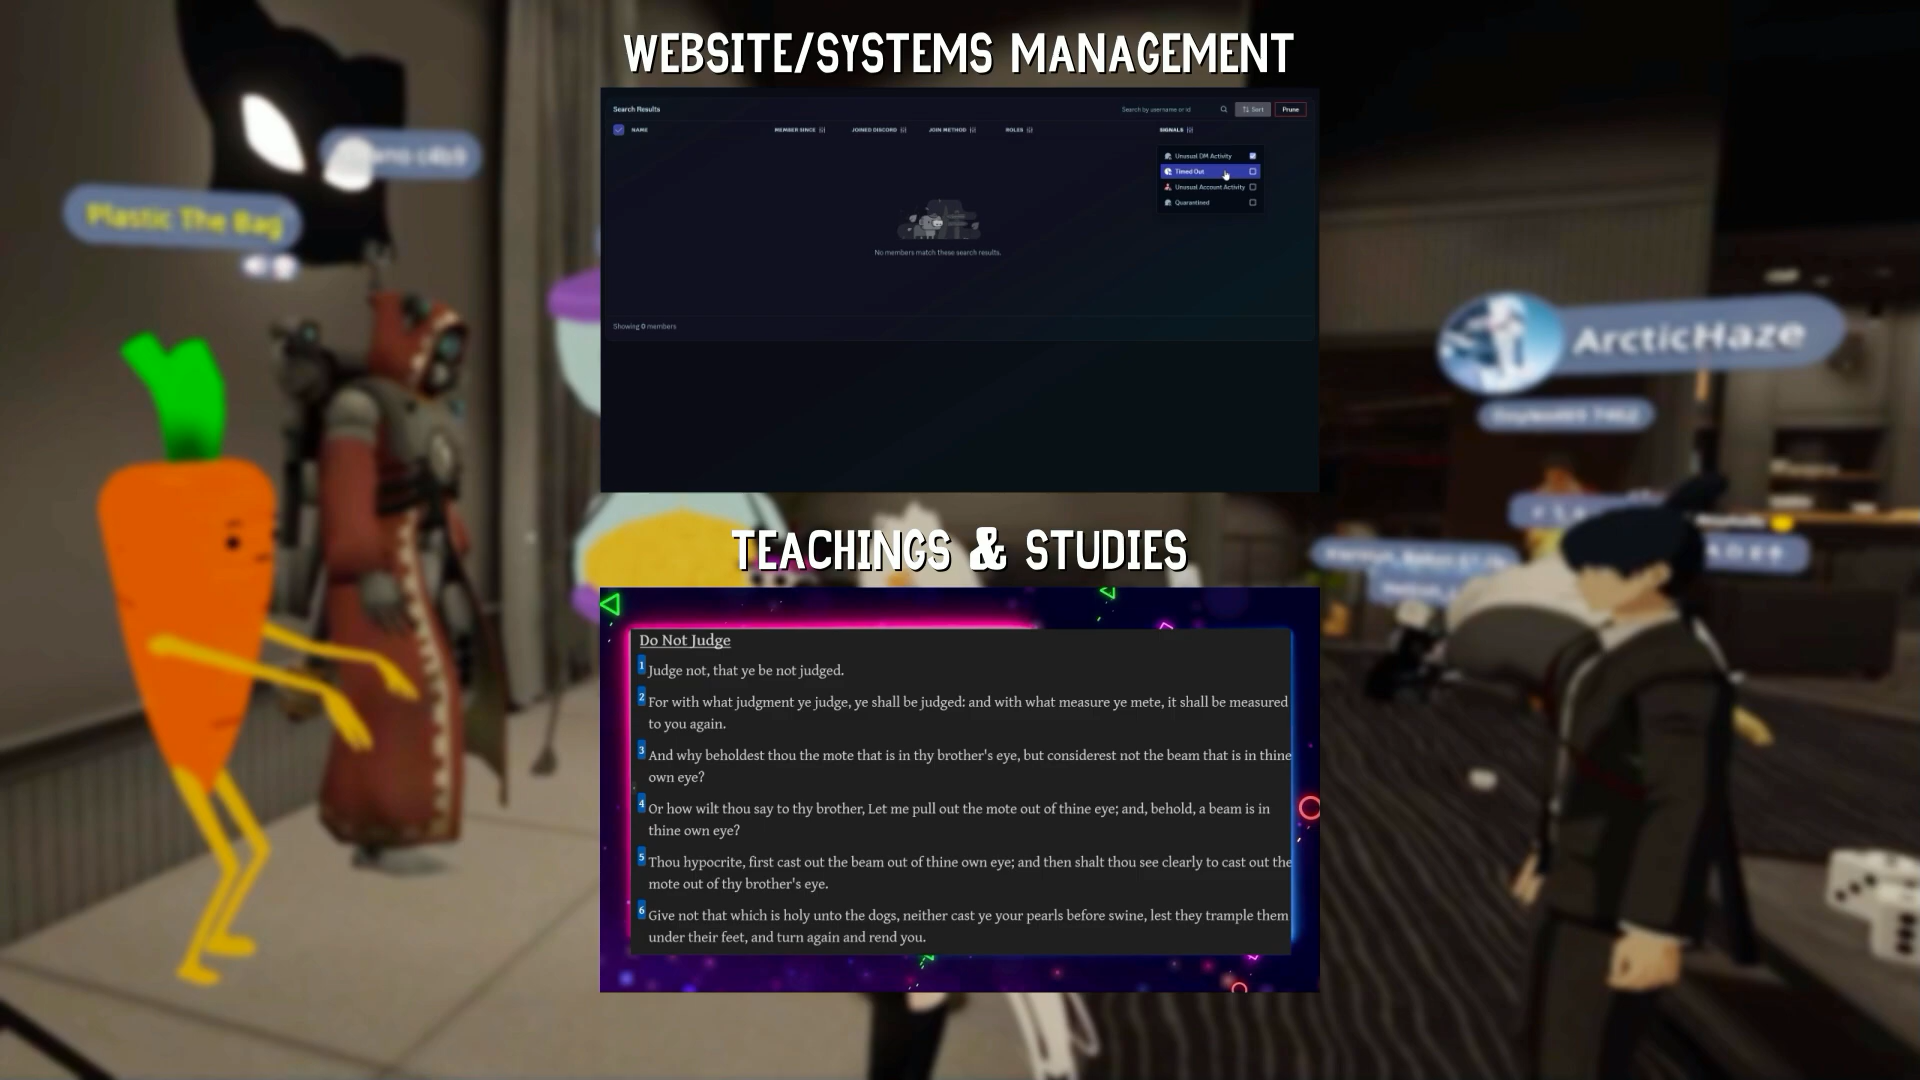 WEBSITE/SYSTEMS MANAGEMENT
Search Results
Search by username or id
Sort
Prune
NAME
MEMBER SINCE
JOINED DISCORD
JOIN METHOD
ROLES
SIGNALS
Unusual DM Activity
Timed Out
Unusual Account Activity
Quarantined
No members match these search results.
Showing 0 members
Plastic The Bag
ArcticHaze
TEACHINGS & STUDIES
Do Not Judge
1 Judge not, that ye be not judged.
2 For with what judgment ye judge, ye shall be judged: and with what measure ye mete, it shall be measured
to you again.
3 And why beholdest thou the mote that is in thy brother's eye, but considerest not the beam that is in thine
own eye?
4 Or how wilt thou say to thy brother, Let me pull out the mote out of thine eye; and, behold, a beam is in
thine own eye?
5 Thou hypocrite, first cast out the beam out of thine own eye; and then shalt thou see clearly to cast out the
mote out of thy brother's eye.
6 Give not that which is holy unto the dogs, neither cast ye your pearls before swine, lest they trample them
under their feet, and turn again and rend you.